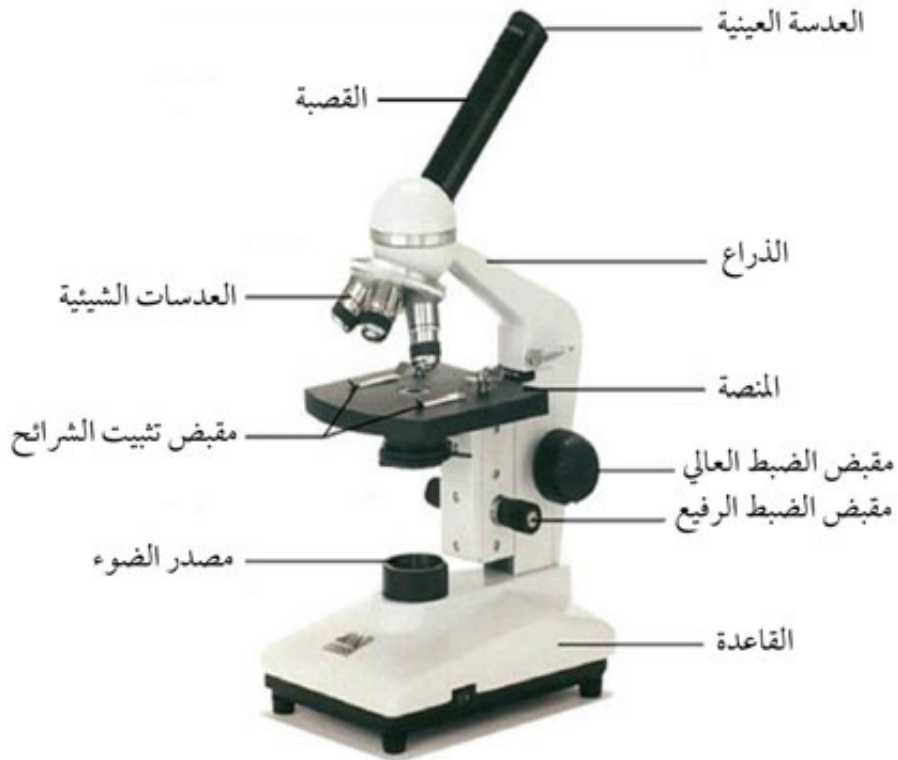 العدسة العينية
القصبة
الذراع
العدسات الشيئية
المنصة
مقبض تثبيت الشرائح
مقبض الضبط العالي
مقبض الضبط الرفيع
مصدر الضوء
القاعدة